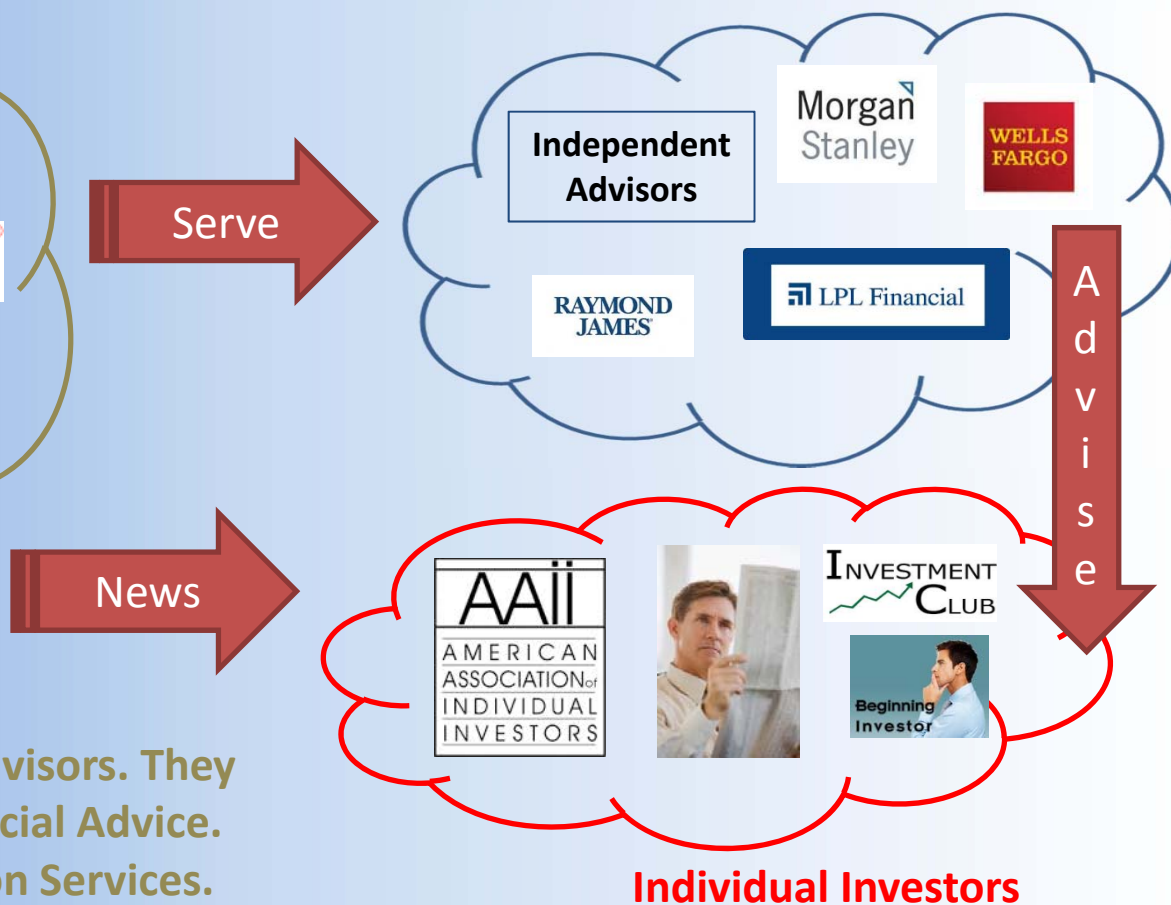 Serve
Independent
Advisors
Morgan
Stanley
WELLS
FARGO
RAYMOND
JAMES
LPL Financial
Advise
News
AAii
AMERICAN
ASSOCIATION of
INDIVIDUAL
INVESTORS
INVESTMENT
CLUB
Beginning
Investor
visors. They
cial Advice.
on Services.
Individual Investors